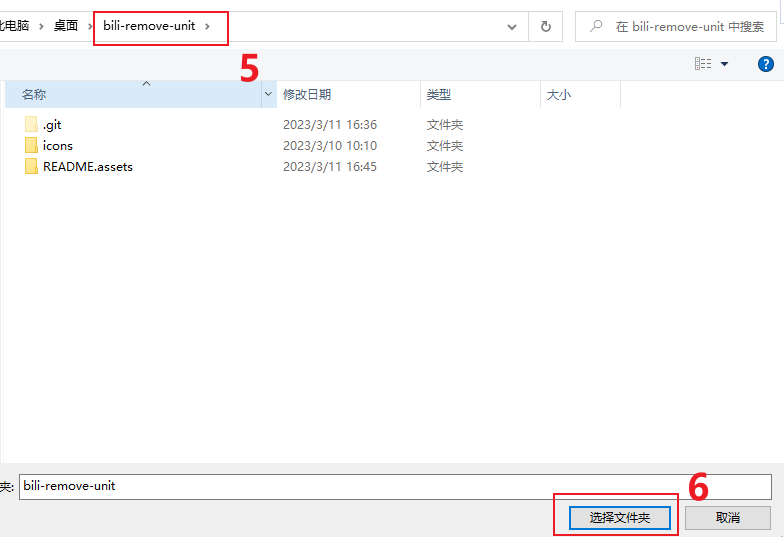 此电脑 › 桌面 › bili-remove-unit ›
在 bili-remove-unit 中搜索
5
?
名称 修改日期 类型 大小
.git 2023/3/11 16:36 文件夹
icons 2023/3/10 10:10 文件夹
README.assets 2023/3/11 16:45 文件夹
夹: bili-remove-unit
6
选择文件夹 取消